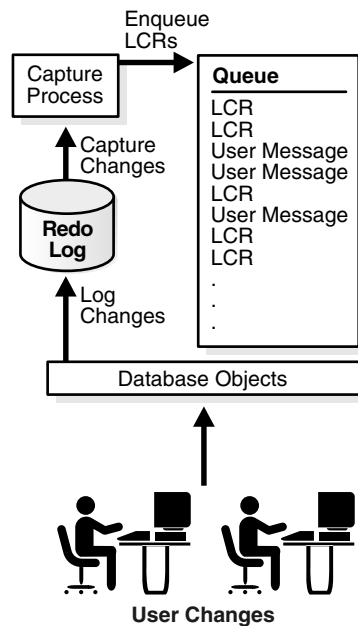 Enqueue
LCRs
Capture
Process
Queue
LCR
LCR
User Message
User Message
LCR
User Message
LCR
LCR
.
.
.
Capture
Changes
Redo
Log
Log
Changes
Database Objects
User Changes